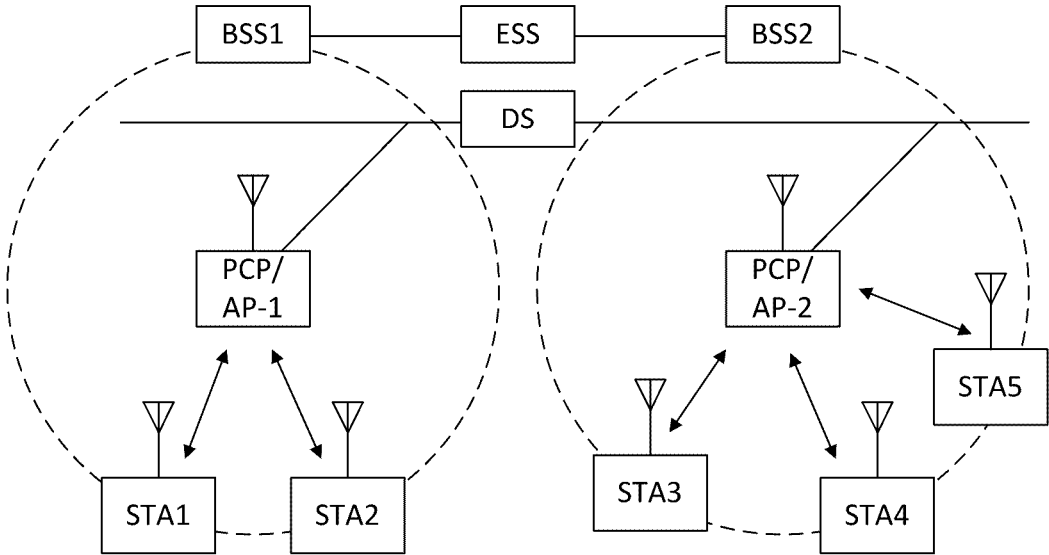 BSS1
ESS
BSS2
DS
PCP/
AP-1
PCP/
AP-2
STA5
STA3
STA1
STA2
STA4